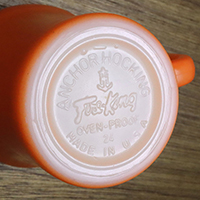 ANCHOR HOCKING
Fire-King
OVEN-PROOF
MADE IN U.S.A